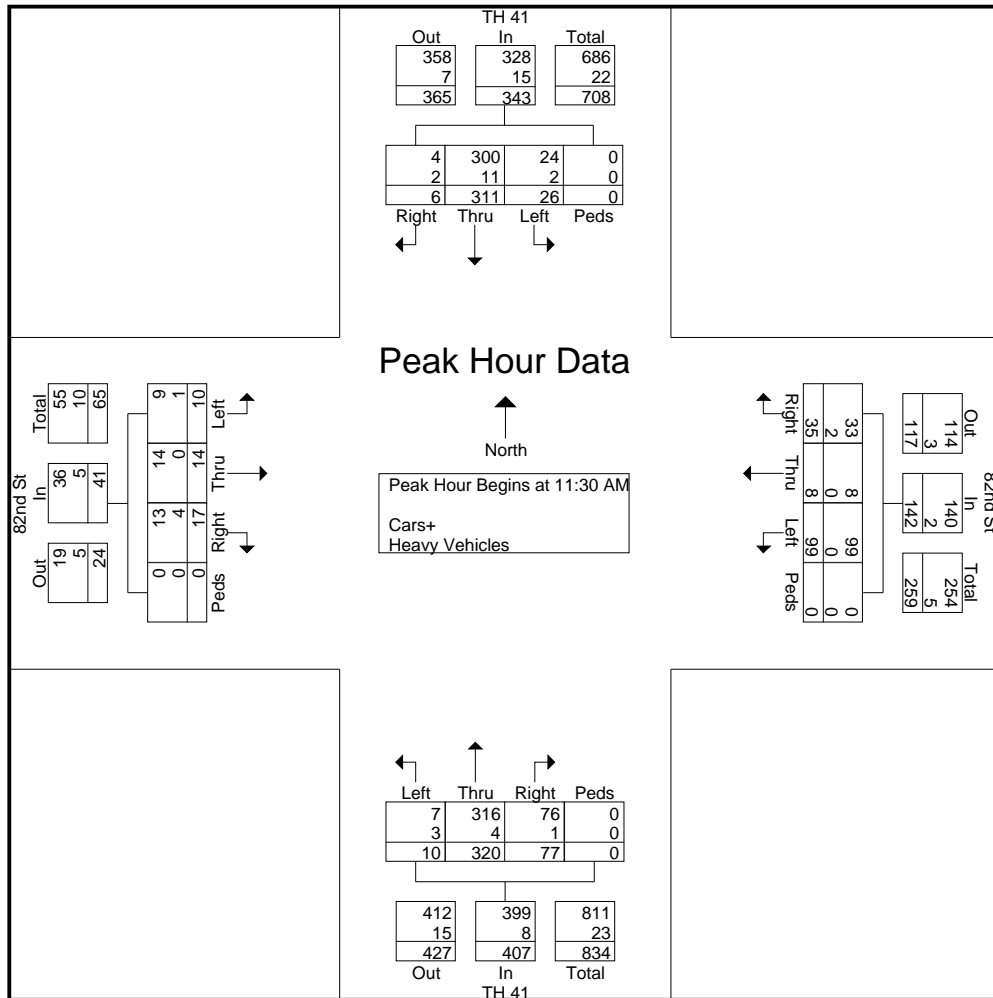 TH 41
Out In Total
358 328 686
7 15 22
365 343 708
4 300 24 0
2 11 2 0
6 311 26 0
Right Thru Left Peds
Peak Hour Data
North
Peak Hour Begins at 11:30 AM
Cars+
Heavy Vehicles
82nd St
Out In Total
19 36 55
5 5 10
24 41 65
9 14 13 0
1 0 4 0
10 14 17 0
Left Thru Right Peds
82nd St
Out In Total
114 140 254
3 2 5
117 142 259
33 8 99 0
2 0 0 0
35 8 99 0
Right Thru Left Peds
Left Thru Right Peds
7 316 76 0
3 4 1 0
10 320 77 0
412 399 811
15 8 23
427 407 834
Out In Total
TH 41